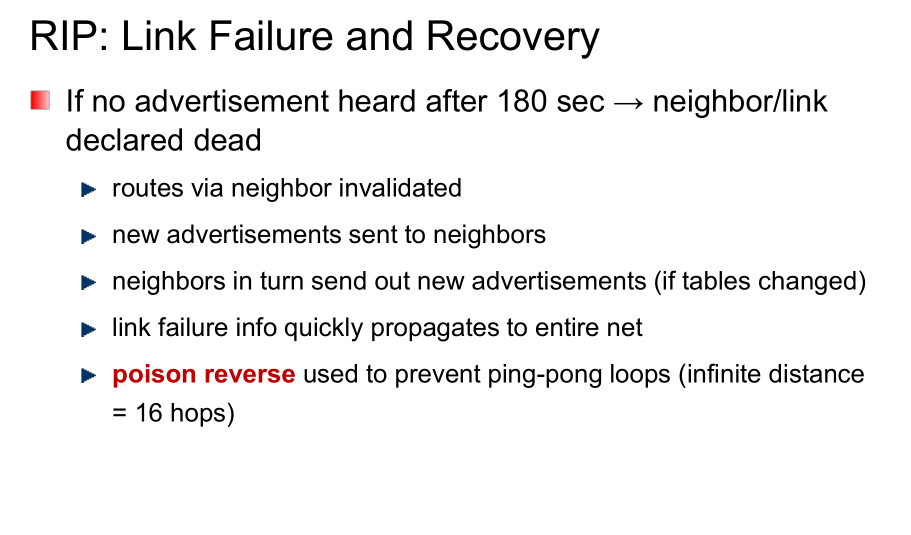 RIP: Link Failure and Recovery
If no advertisement heard after 180 sec → neighbor/link
declared dead
routes via neighbor invalidated
new advertisements sent to neighbors
neighbors in turn send out new advertisements (if tables changed)
link failure info quickly propagates to entire net
poison reverse used to prevent ping-pong loops (infinite distance
= 16 hops)